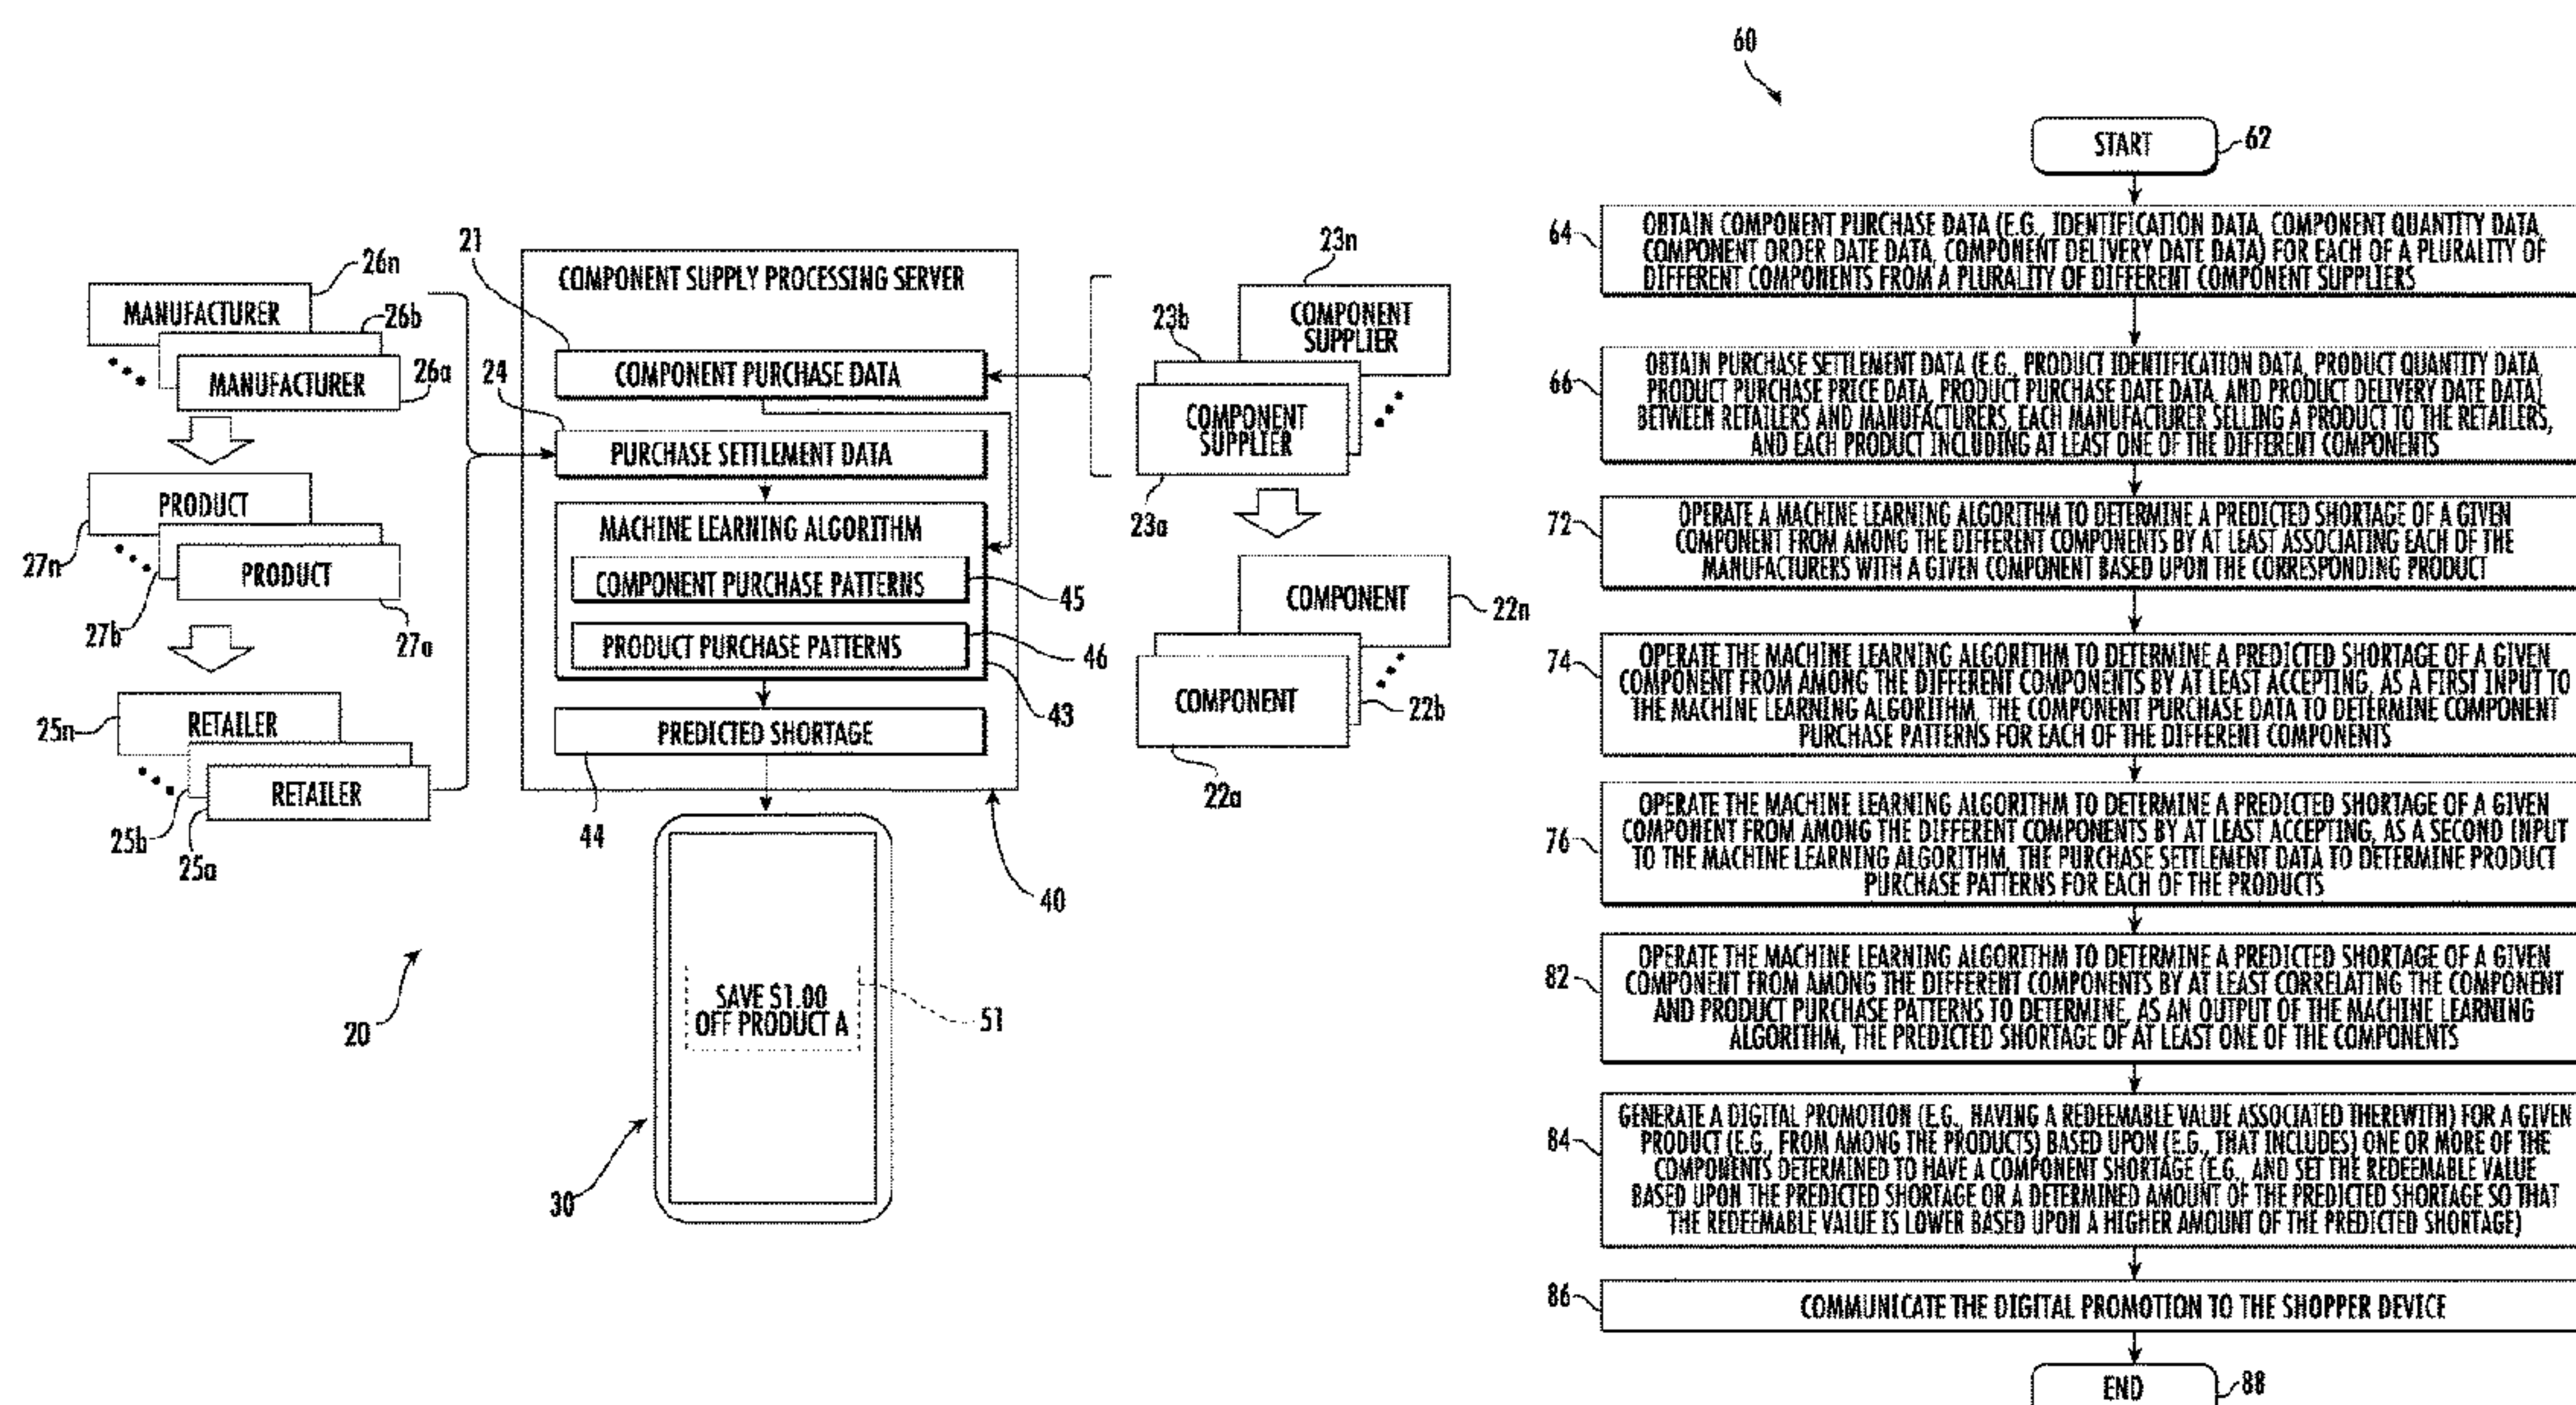 26n
MANUFACTURER
26b
MANUFACTURER
26a
PRODUCT
27n
PRODUCT
27b
27a
RETAILER
25n
RETAILER
25b
25a
20
21
COMPONENT SUPPLY PROCESSING SERVER
COMPONENT PURCHASE DATA
24
PURCHASE SETTLEMENT DATA
MACHINE LEARNING ALGORITHM
COMPONENT PURCHASE PATTERNS
45
PRODUCT PURCHASE PATTERNS
46
43
PREDICTED SHORTAGE
44
40
SAVE $1.00
OFF PRODUCT A
51
30
23n
COMPONENT
SUPPLIER
23b
COMPONENT
SUPPLIER
23a
COMPONENT
22n
COMPONENT
22b
22a
60
START
62
64
OBTAIN COMPONENT PURCHASE DATA (E.G., IDENTIFICATION DATA, COMPONENT QUANTITY DATA,
COMPONENT ORDER DATE DATA, COMPONENT DELIVERY DATE DATA) FOR EACH OF A PLURALITY OF
DIFFERENT COMPONENTS FROM A PLURALITY OF DIFFERENT COMPONENT SUPPLIERS
66
OBTAIN PURCHASE SETTLEMENT DATA (E.G., PRODUCT IDENTIFICATION DATA, PRODUCT QUANTITY DATA,
PRODUCT PURCHASE PRICE DATA, PRODUCT PURCHASE DATE DATA, AND PRODUCT DELIVERY DATE DATA)
BETWEEN RETAILERS AND MANUFACTURERS, EACH MANUFACTURER SELLING A PRODUCT TO THE RETAILERS,
AND EACH PRODUCT INCLUDING AT LEAST ONE OF THE DIFFERENT COMPONENTS
72
OPERATE A MACHINE LEARNING ALGORITHM TO DETERMINE A PREDICTED SHORTAGE OF A GIVEN
COMPONENT FROM AMONG THE DIFFERENT COMPONENTS BY AT LEAST ASSOCIATING EACH OF THE
MANUFACTURERS WITH A GIVEN COMPONENT BASED UPON THE CORRESPONDING PRODUCT
74
OPERATE THE MACHINE LEARNING ALGORITHM TO DETERMINE A PREDICTED SHORTAGE OF A GIVEN
COMPONENT FROM AMONG THE DIFFERENT COMPONENTS BY AT LEAST ACCEPTING, AS A FIRST INPUT TO
THE MACHINE LEARNING ALGORITHM, THE COMPONENT PURCHASE DATA TO DETERMINE COMPONENT
PURCHASE PATTERNS FOR EACH OF THE DIFFERENT COMPONENTS
76
OPERATE THE MACHINE LEARNING ALGORITHM TO DETERMINE A PREDICTED SHORTAGE OF A GIVEN
COMPONENT FROM AMONG THE DIFFERENT COMPONENTS BY AT LEAST ACCEPTING, AS A SECOND INPUT
TO THE MACHINE LEARNING ALGORITHM, THE PURCHASE SETTLEMENT DATA TO DETERMINE PRODUCT
PURCHASE PATTERNS FOR EACH OF THE PRODUCTS
82
OPERATE THE MACHINE LEARNING ALGORITHM TO DETERMINE A PREDICTED SHORTAGE OF A GIVEN
COMPONENT FROM AMONG THE DIFFERENT COMPONENTS BY AT LEAST CORRELATING THE COMPONENT
AND PRODUCT PURCHASE PATTERNS TO DETERMINE, AS AN OUTPUT OF THE MACHINE LEARNING
ALGORITHM, THE PREDICTED SHORTAGE OF AT LEAST ONE OF THE COMPONENTS
84
GENERATE A DIGITAL PROMOTION (E.G., HAVING A REDEEMABLE VALUE ASSOCIATED THEREWITH) FOR A GIVEN
PRODUCT (E.G., FROM AMONG THE PRODUCTS) BASED UPON (E.G., THAT INCLUDES) ONE OR MORE OF THE
COMPONENTS DETERMINED TO HAVE A COMPONENT SHORTAGE (E.G., AND SET THE REDEEMABLE VALUE
BASED UPON THE PREDICTED SHORTAGE OR A DETERMINED AMOUNT OF THE PREDICTED SHORTAGE SO THAT
THE REDEEMABLE VALUE IS LOWER BASED UPON A HIGHER AMOUNT OF THE PREDICTED SHORTAGE)
86
COMMUNICATE THE DIGITAL PROMOTION TO THE SHOPPER DEVICE
END
88